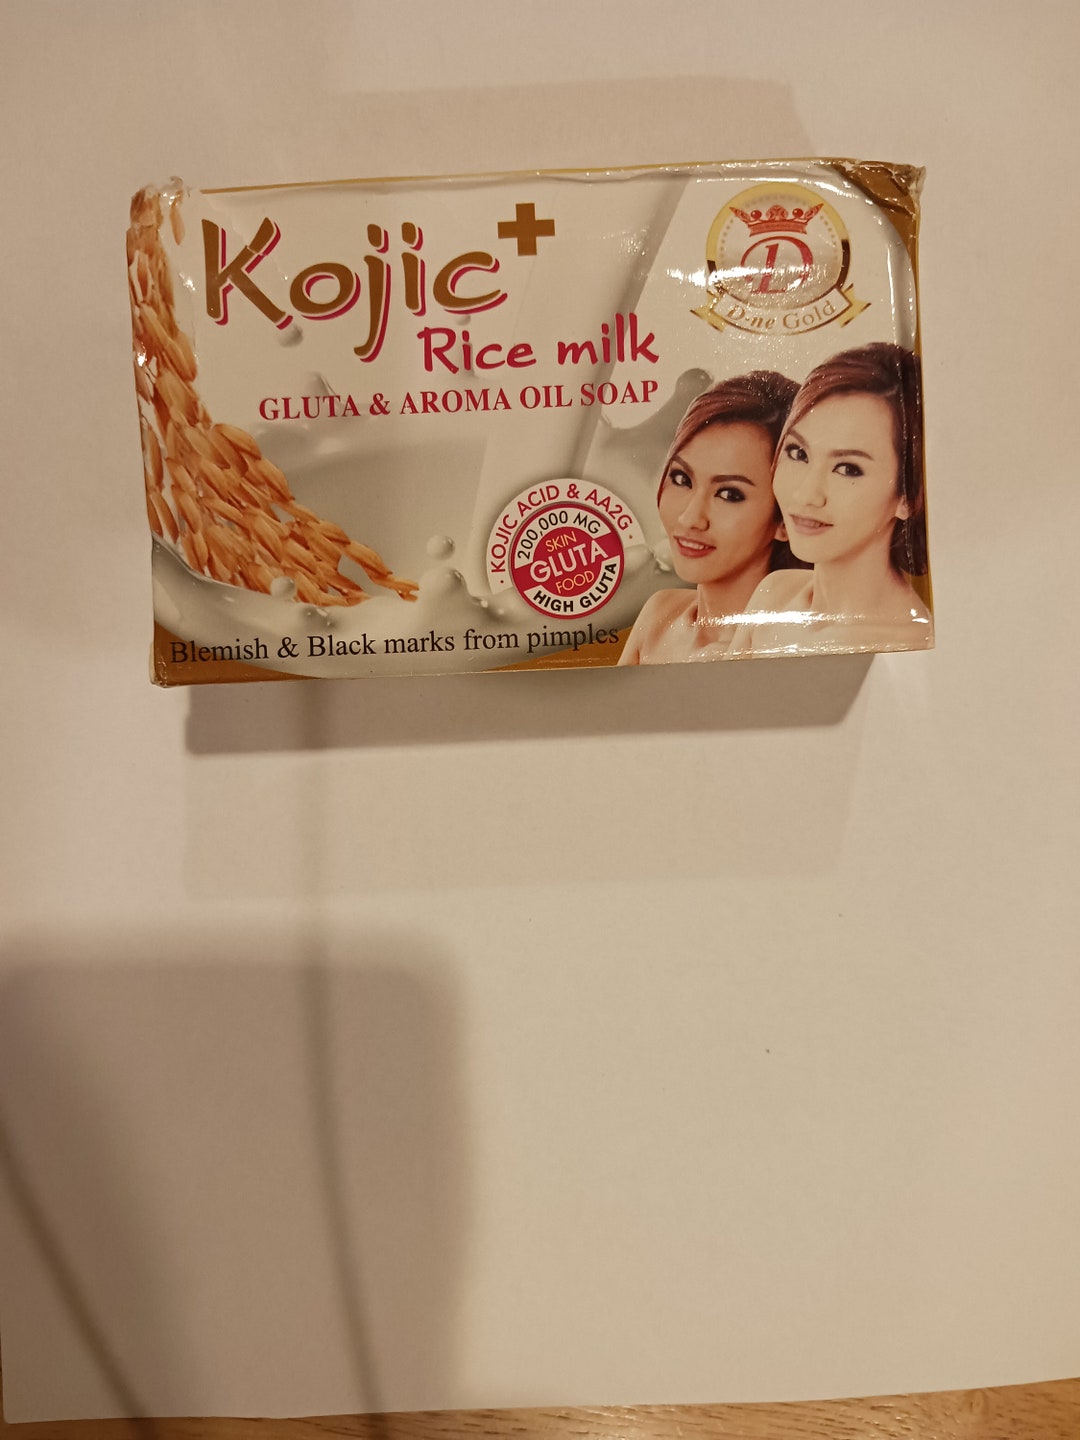 Kojic+
Rice milk
GLUTA & AROMA OIL SOAP
D-ne Gold
· KOJIC ACID & AA2G ·
200,000 MG
SKIN
GLUTA
FOOD
HIGH GLUTA
Blemish & Black marks from pimples